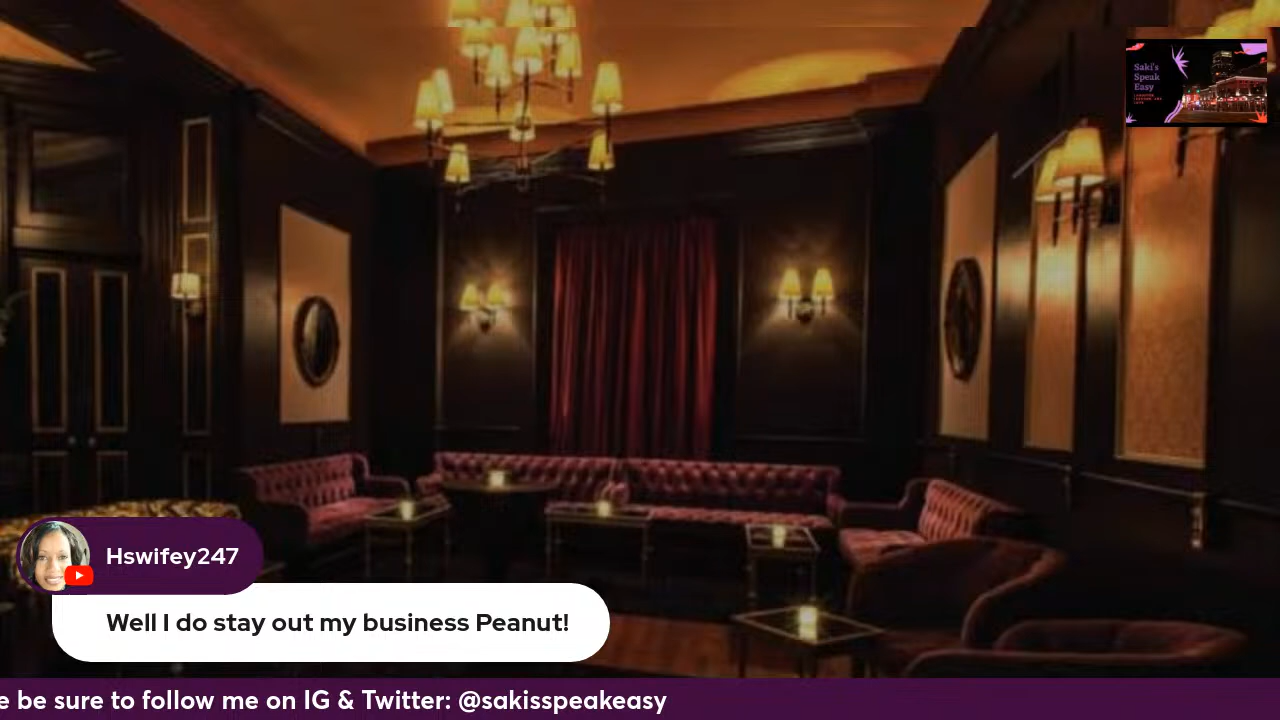 Saki's
Speak
Easy
Hswifey247
Well I do stay out my business Peanut!
e be sure to follow me on IG & Twitter: @sakisspeakeasy